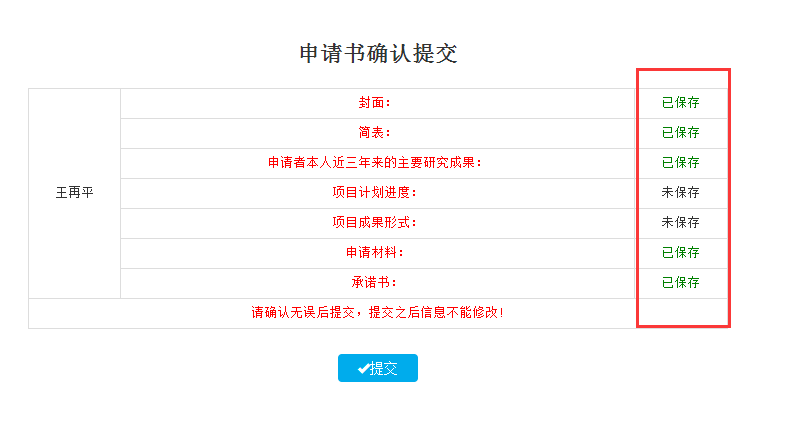 申请书确认提交
封面： 已保存
简表： 已保存
申请者本人近三年来的主要研究成果： 已保存
王再平 项目计划进度： 未保存
项目成果形式： 未保存
申请材料： 已保存
承诺书： 已保存
请确认无误后提交，提交之后信息不能修改!
提交